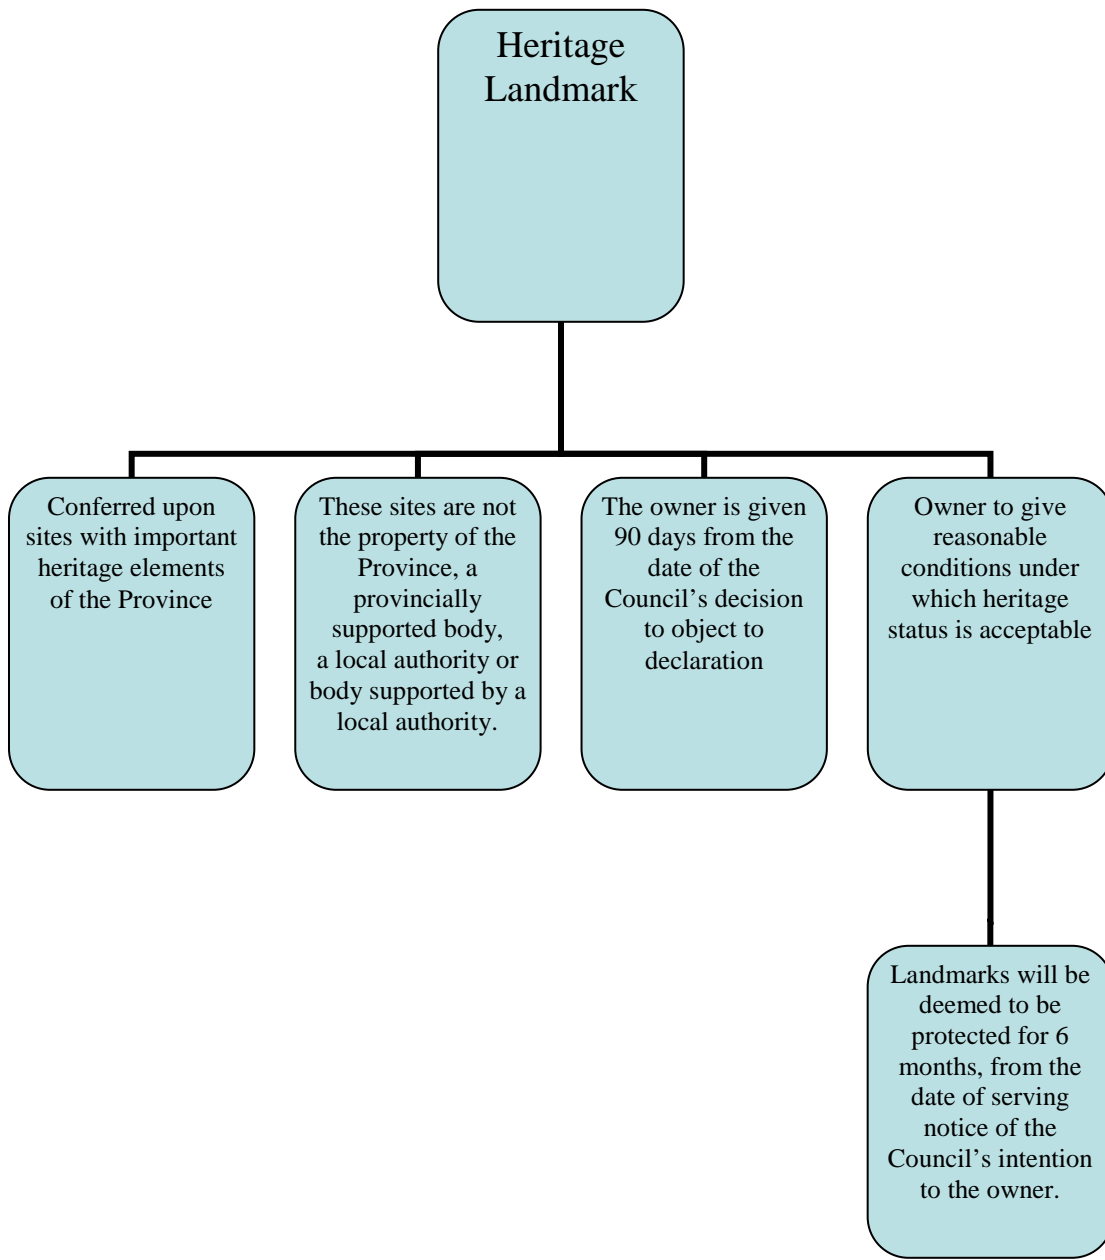 Heritage
Landmark
Conferred upon
sites with important
heritage elements
of the Province
These sites are not
the property of the
Province, a
provincially
supported body,
a local authority or
body supported by a
local authority.
The owner is given
90 days from the
date of the
Council’s decision
to object to
declaration
Owner to give
reasonable
conditions under
which heritage
status is acceptable
Landmarks will be
deemed to be
protected for 6
months, from the
date of serving
notice of the
Council’s intention
to the owner.